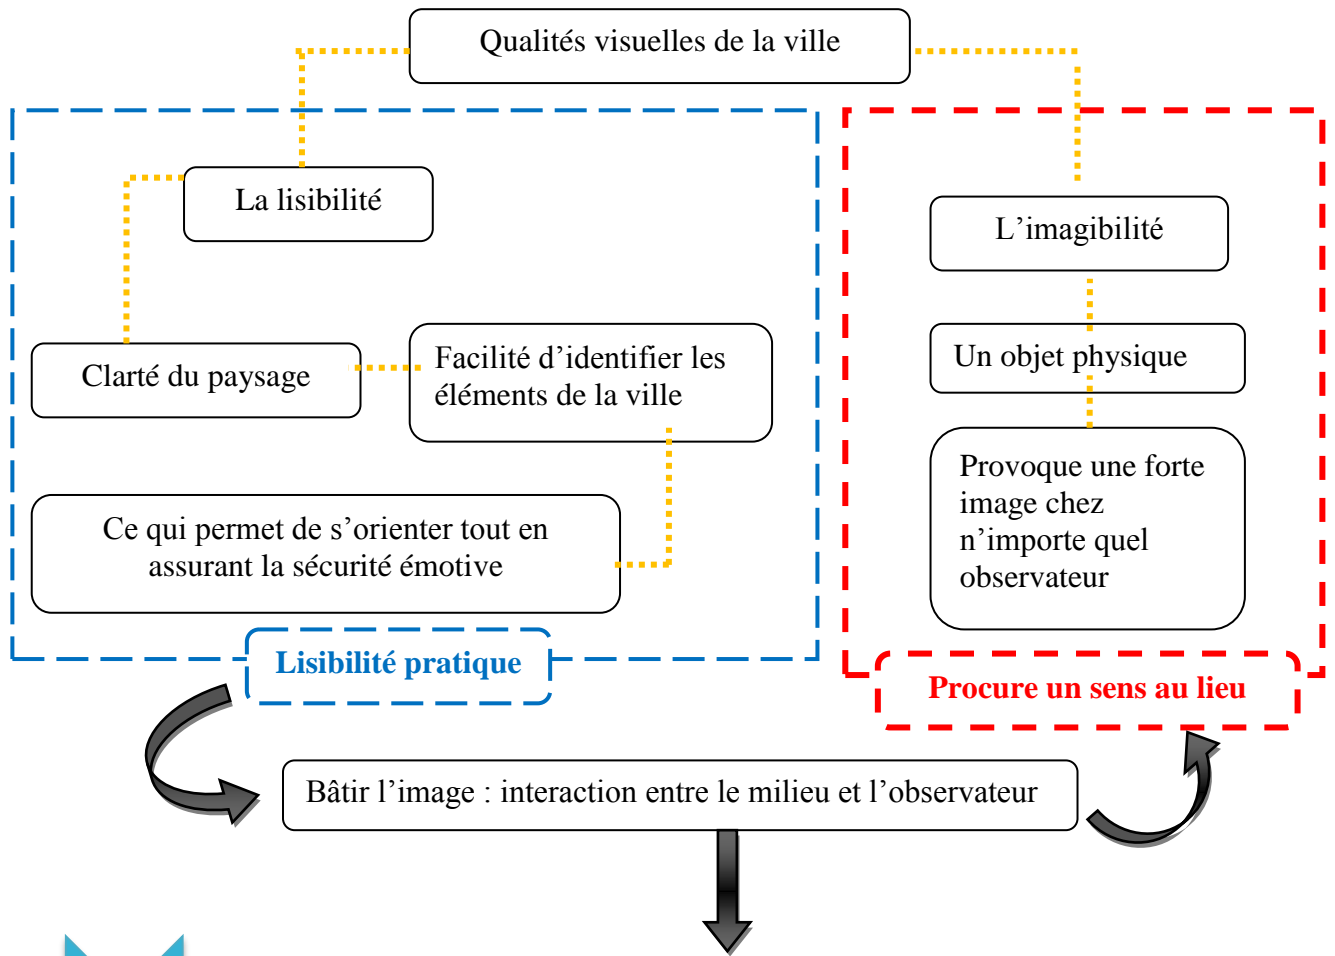 Qualités visuelles de la ville
La lisibilité
Clarté du paysage
Facilité d’identifier les
éléments de la ville
Ce qui permet de s’orienter tout en
assurant la sécurité émotive
Lisibilité pratique
L’imagibilité
Un objet physique
Provoque une forte
image chez
n’importe quel
observateur
Procure un sens au lieu
Bâtir l’image : interaction entre le milieu et l’observateur